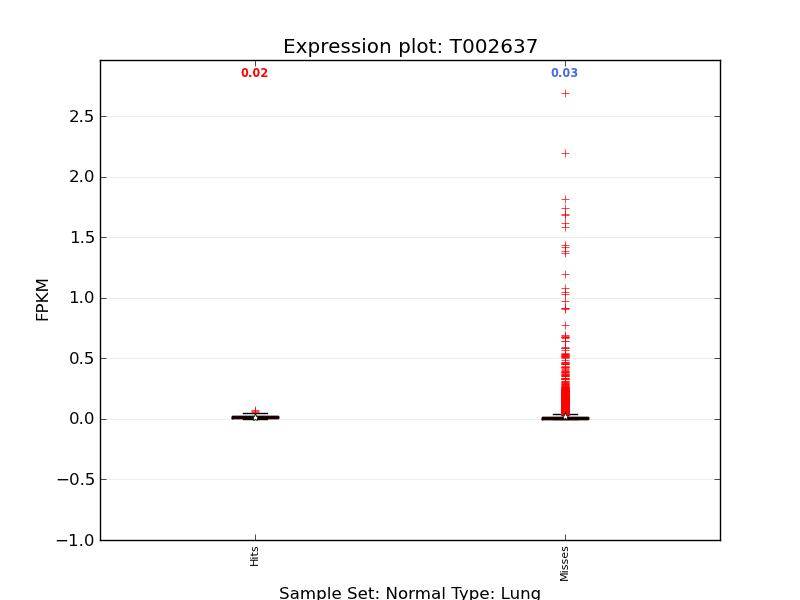 Expression plot: T002637
0.02
0.03
2.5
2.0
1.5
1.0
0.5
0.0
−0.5
−1.0
FPKM
Hits
Misses
Sample Set: Normal Type: Lung